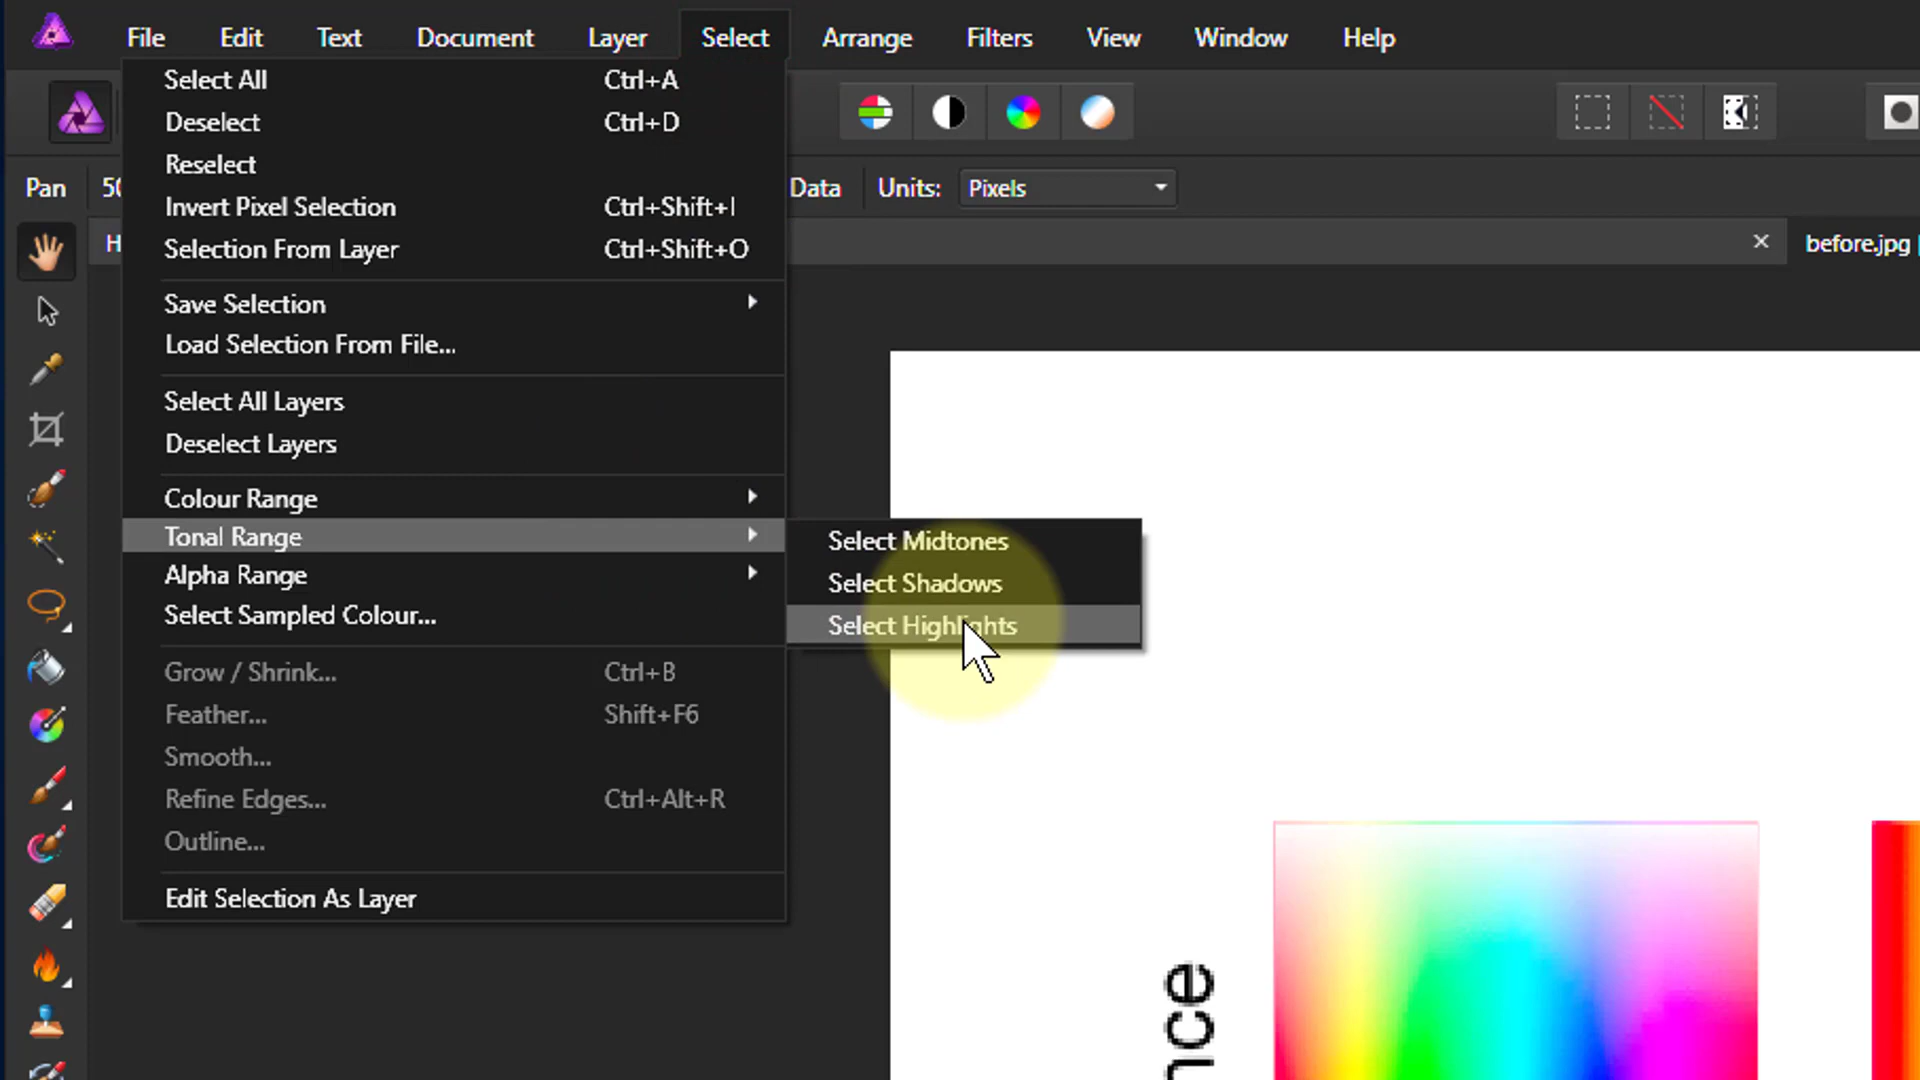 File Edit Text Document Layer Select Arrange Filters View Window Help
Select All Ctrl+A
Deselect Ctrl+D
Reselect
Pan Data Units: Pixels
Invert Pixel Selection Ctrl+Shift+I
before.jpg
Selection From Layer Ctrl+Shift+O
Save Selection
Load Selection From File...
Select All Layers
Deselect Layers
Colour Range
Tonal Range
Select Midtones
Alpha Range
Select Shadows
Select Sampled Colour...
Select Highlights
Grow / Shrink... Ctrl+B
Feather... Shift+F6
Smooth...
Refine Edges... Ctrl+Alt+R
Outline...
Edit Selection As Layer